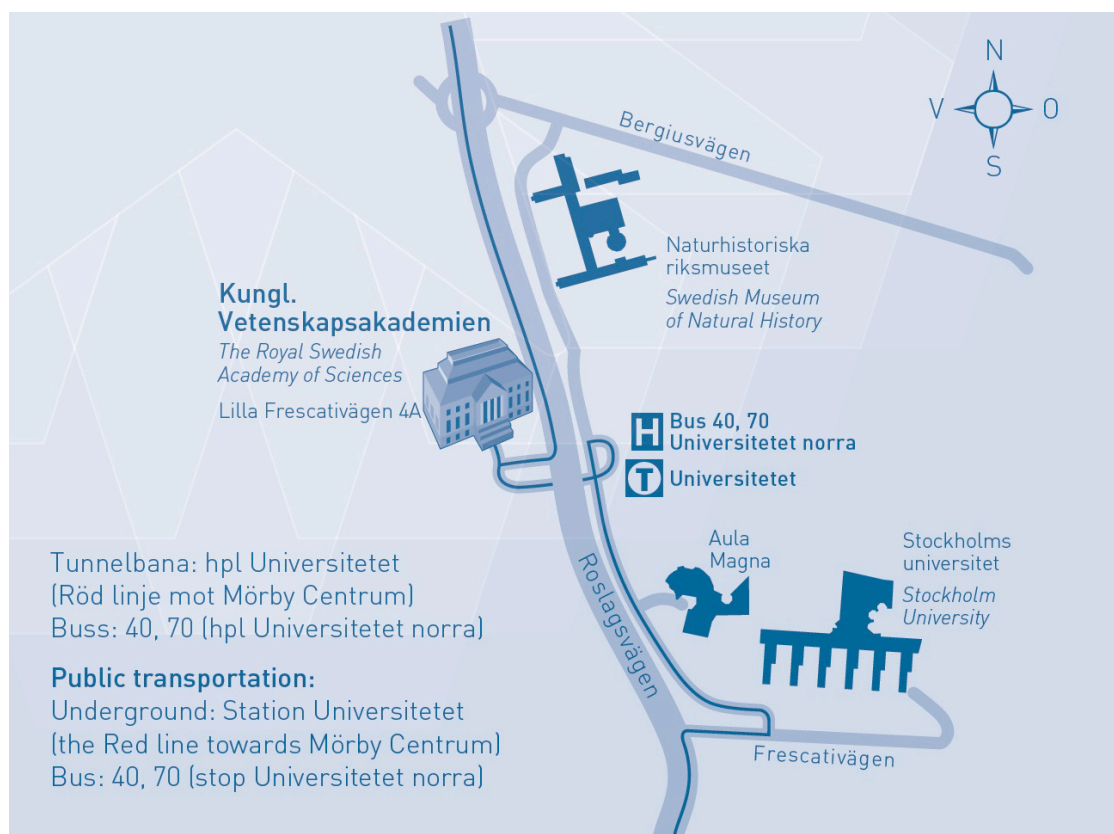 N
V
O
S
Bergiusvägen
Naturhistoriska
riksmuseet
Swedish Museum
of Natural History
Kungl.
Vetenskapsakademien
The Royal Swedish
Academy of Sciences
Lilla Frescativägen 4A
H
Bus 40, 70
Universitetet norra
T
Universitetet
Aula
Magna
Stockholms
universitet
Stockholm
University
Roslagsvägen
Frescativägen
Tunnelbana: hpl Universitetet
(Röd linje mot Mörby Centrum)
Buss: 40, 70 (hpl Universitetet norra)
Public transportation:
Underground: Station Universitetet
(the Red line towards Mörby Centrum)
Bus: 40, 70 (stop Universitetet norra)